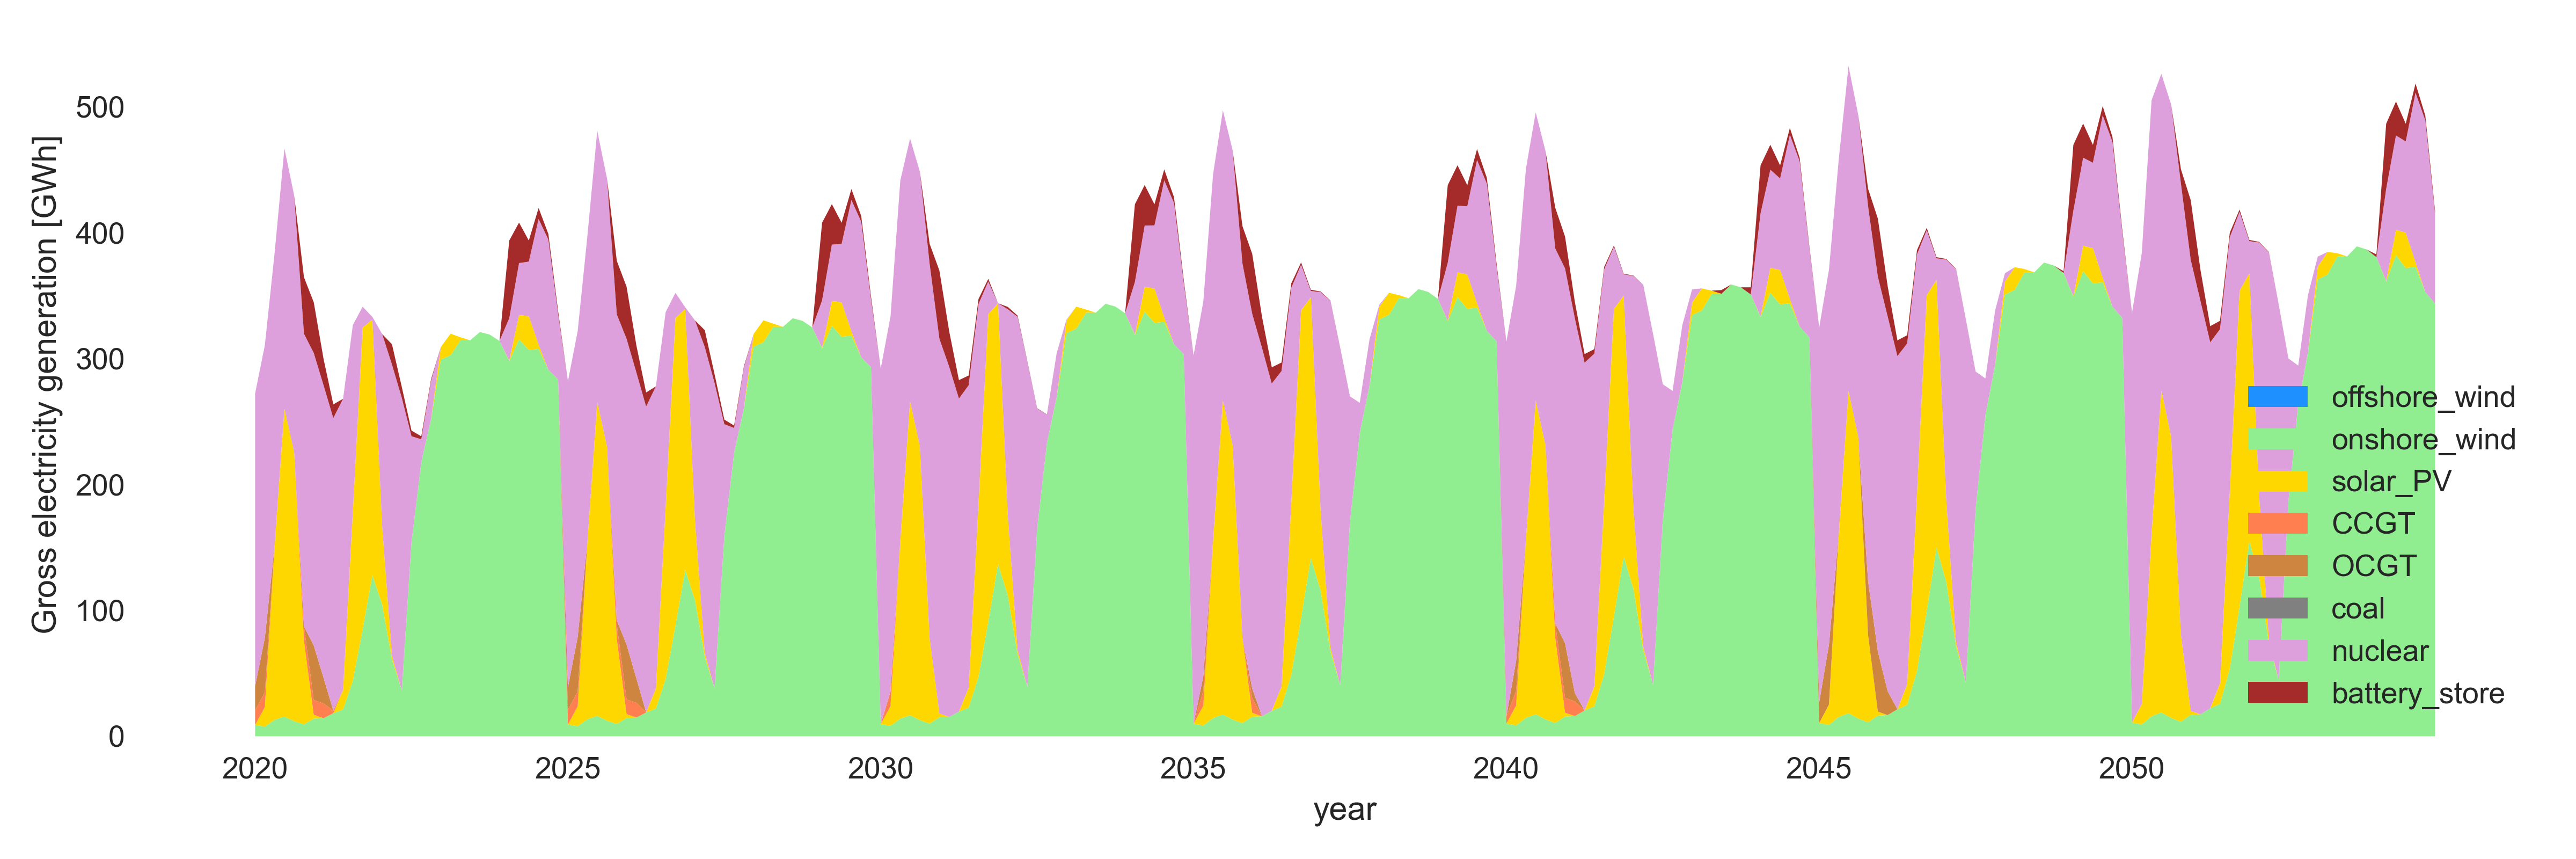 Gross electricity generation [GWh]
500
400
300
200
100
0
2020 2025 2030 2035 2040 2045 2050
year
offshore_wind
onshore_wind
solar_PV
CCGT
OCGT
coal
nuclear
battery_store